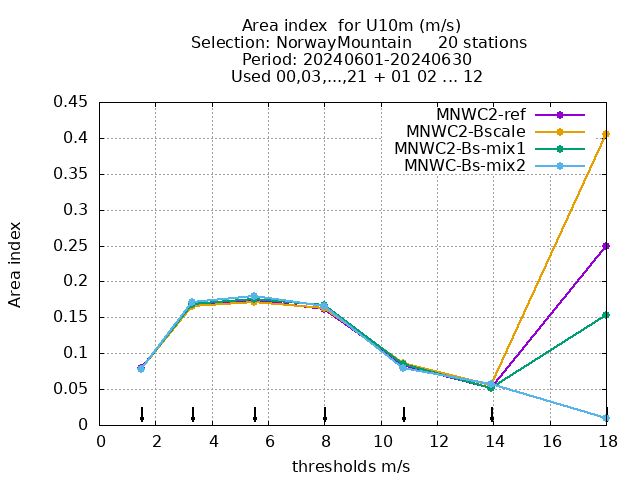 Area index  for U10m (m/s)
Selection: NorwayMountain     20 stations
Period: 20240601-20240630
Used 00,03,...,21 + 01 02 ... 12
MNWC2-ref
MNWC2-Bscale
MNWC2-Bs-mix1
MNWC-Bs-mix2
Area index
0.45
0.4
0.35
0.3
0.25
0.2
0.15
0.1
0.05
0
0 2 4 6 8 10 12 14 16 18
thresholds m/s